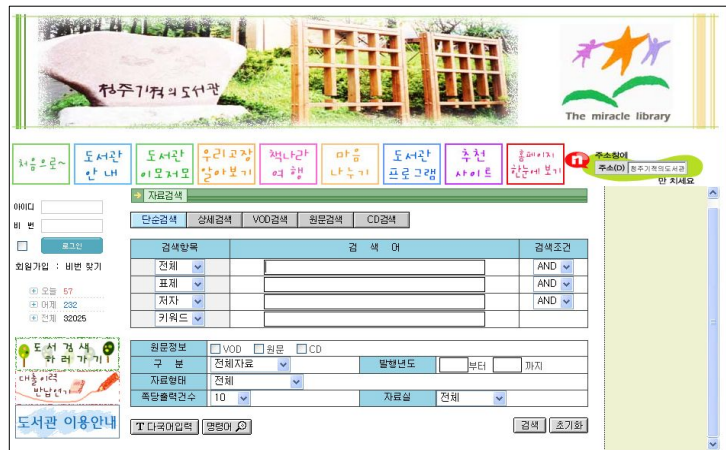 청주기적의도서관
The miracle library
처음으로~
도서관
안 내
도서관
이모저모
우리고장
알아보기
책나라
여 행
마음
나누기
도서관
프로그램
추천
사이트
홈페이지
한눈에 보기
주소창에
주소(D) 청주기적의도서관
만 치세요
아이디
비 번
로그인
회원가입 : 비번 찾기
오늘 57
어제 232
전체 32025
도서검색
하러가기
대출이력
반납연기
도서관 이용안내
자료검색
단순검색 상세검색 VOD검색 원문검색 CD검색
검색항목 검 색 어 검색조건
전체 AND
표제 AND
저자 AND
키워드
원문정보 VOD 원문 CD
구 분 전체자료 발행년도 부터 까지
자료형태 전체
쪽당출력건수 10 자료실 전체
T 다국어입력 명령어 검색 초기화